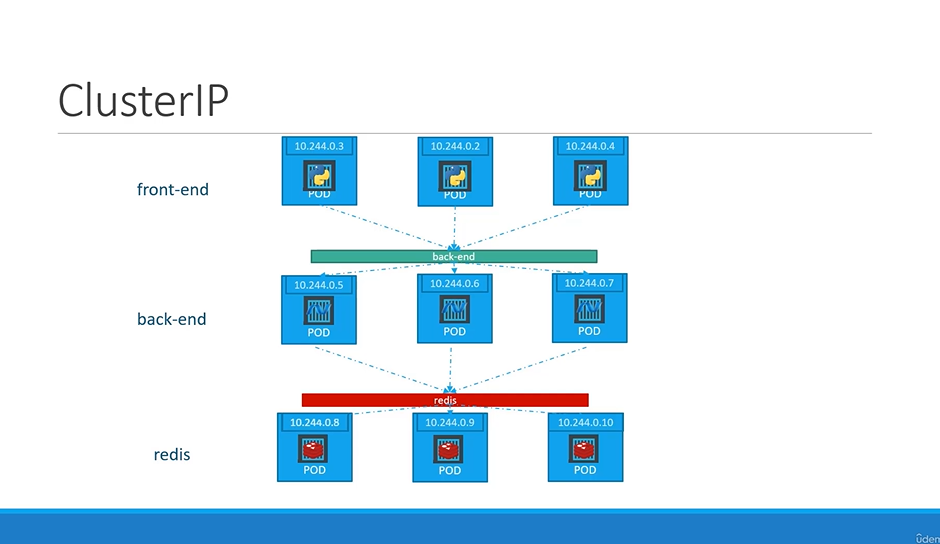 ClusterIP
10.244.0.3
10.244.0.2
10.244.0.4
front-end
POD
POD
POD
back-end
10.244.0.5
10.244.0.6
10.244.0.7
back-end
POD
POD
POD
redis
10.244.0.8
10.244.0.9
10.244.0.10
redis
POD
POD
POD